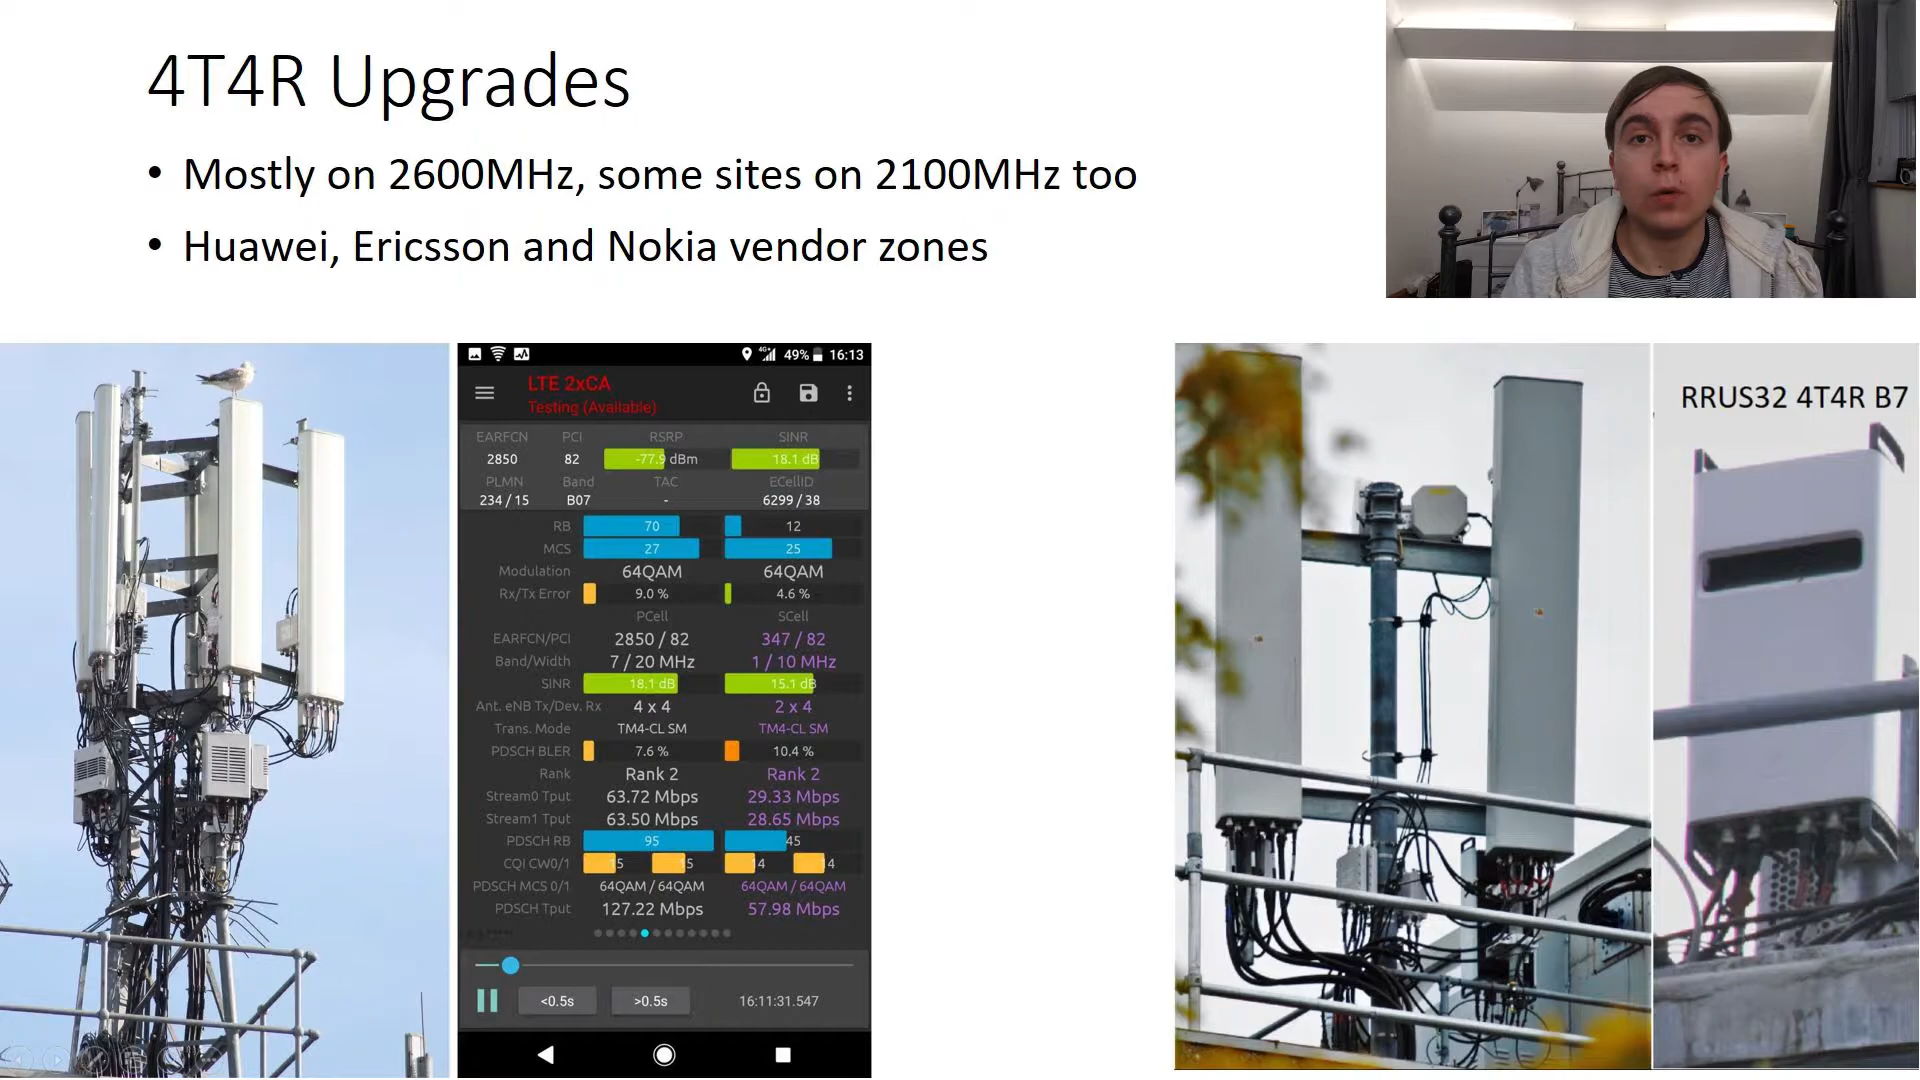 4T4R Upgrades
• Mostly on 2600MHz, some sites on 2100MHz too
• Huawei, Ericsson and Nokia vendor zones
4G+ 49% 16:13
LTE 2xCA
Testing (Available)
EARFCN PCI RSRP SINR
2850 82 -77.9 dBm 18.1 dB
PLMN Band TAC ECellID
234 / 15 B07 - 6299 / 38
RB 70 12
MCS 27 25
Modulation 64QAM 64QAM
Rx/Tx Error 9.0 % 4.6 %
PCell SCell
EARFCN/PCI 2850 / 82 347 / 82
Band/Width 7 / 20 MHz 1 / 10 MHz
SINR 18.1 dB 15.1 dB
Ant. eNB Tx/Dev. Rx 4 x 4 2 x 4
Trans. Mode TM4-CL SM TM4-CL SM
PDSCH BLER 7.6 % 10.4 %
Rank Rank 2 Rank 2
Stream0 Tput 63.72 Mbps 29.33 Mbps
Stream1 Tput 63.50 Mbps 28.65 Mbps
PDSCH RB 95 45
CQI CW0/1 15 15 14 14
PDSCH MCS 0/1 64QAM / 64QAM 64QAM / 64QAM
PDSCH Tput 127.22 Mbps 57.98 Mbps
<0.5s >0.5s 16:11:31.547
RRUS32 4T4R B7